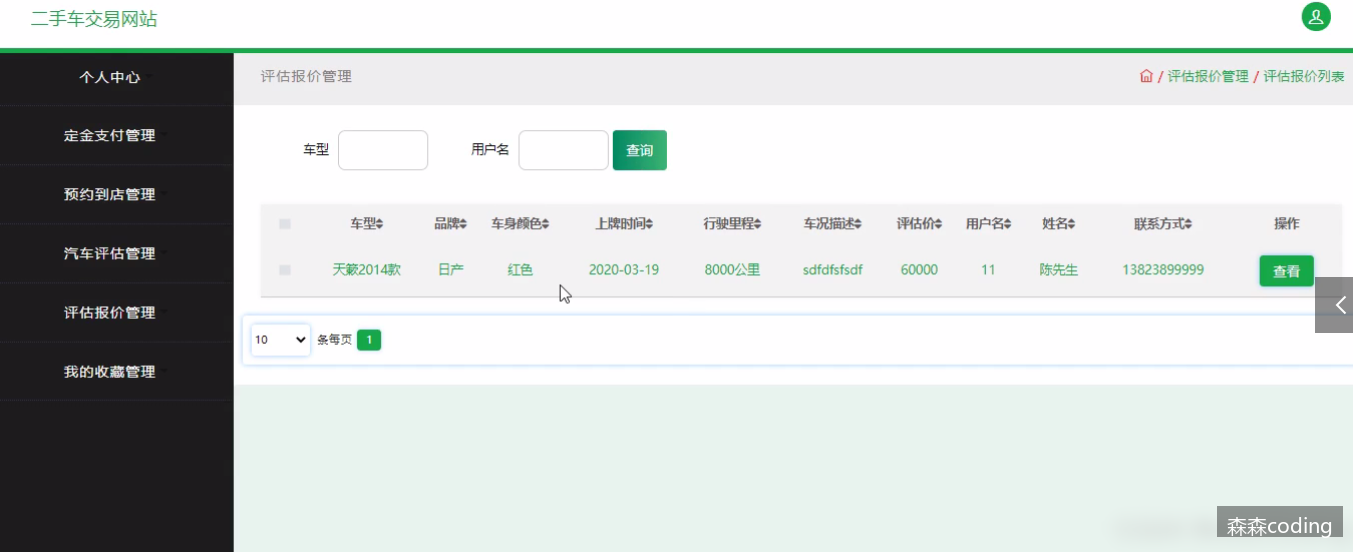 二手车交易网站
个人中心
定金支付管理
预约到店管理
汽车评估管理
评估报价管理
我的收藏管理
评估报价管理
/ 评估报价管理 / 评估报价列表
车型 用户名 查询
车型 品牌 车身颜色 上牌时间 行驶里程 车况描述 评估价 用户名 姓名 联系方式 操作
天籁2014款 日产 红色 2020-03-19 8000公里 sdfdfsfsdf 60000 11 陈先生 13823899999 查看
10 条每页 1
森森coding